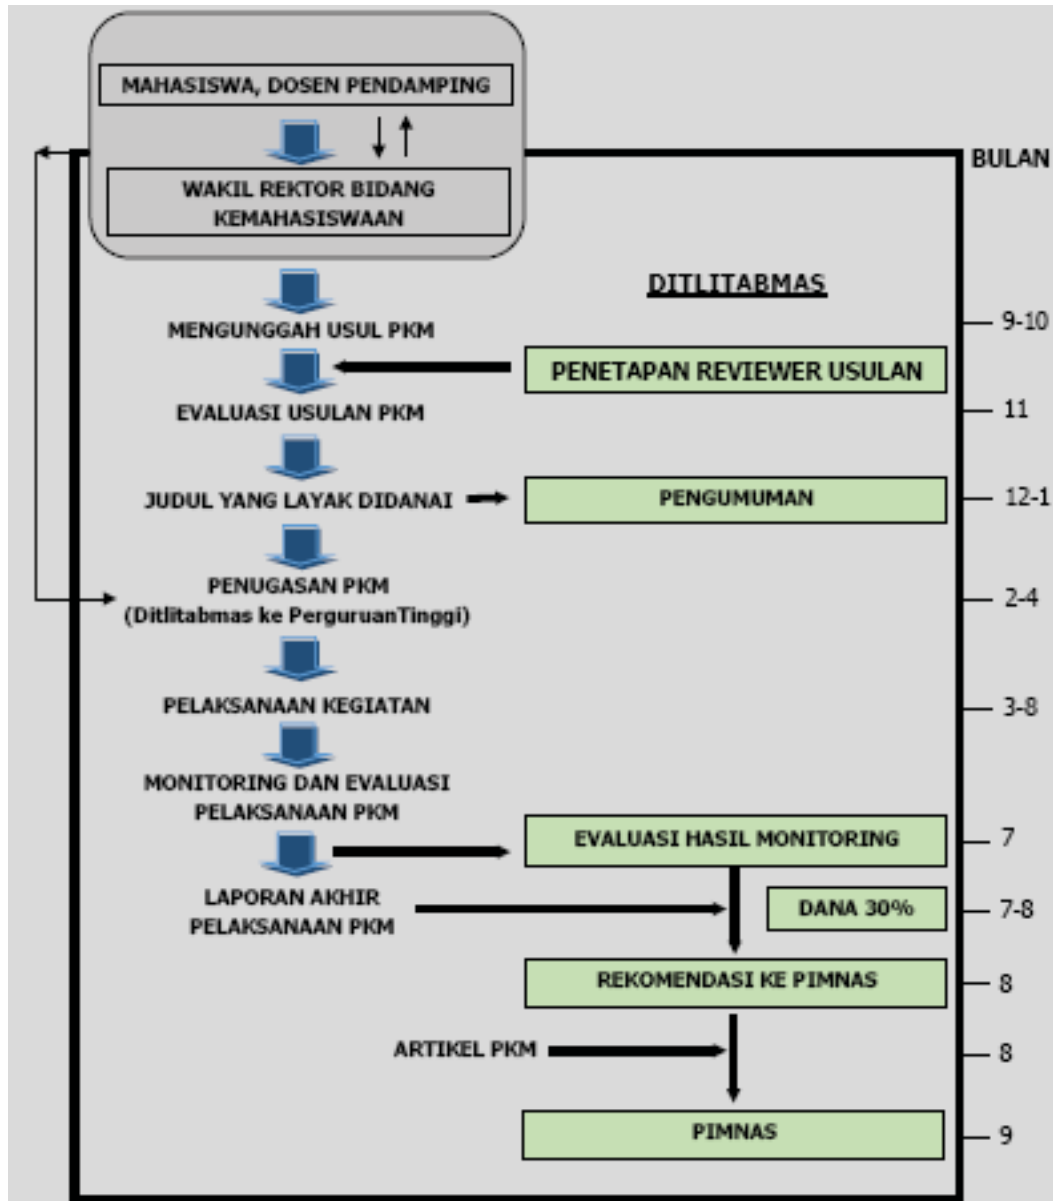 MAHASISWA, DOSEN PENDAMPING
BULAN
WAKIL REKTOR BIDANG
KEMAHASISWAAN
DITLITABMAS
MENGUNGGAH USUL PKM
9-10
PENETAPAN REVIEWER USULAN
EVALUASI USULAN PKM
11
JUDUL YANG LAYAK DIDANAI
PENGUMUMAN
12-1
PENUGASAN PKM
(Ditlitabmas ke PerguruanTinggi)
2-4
PELAKSANAAN KEGIATAN
3-8
MONITORING DAN EVALUASI
PELAKSANAAN PKM
EVALUASI HASIL MONITORING
7
LAPORAN AKHIR
PELAKSANAAN PKM
DANA 30%
7-8
REKOMENDASI KE PIMNAS
8
ARTIKEL PKM
8
PIMNAS
9